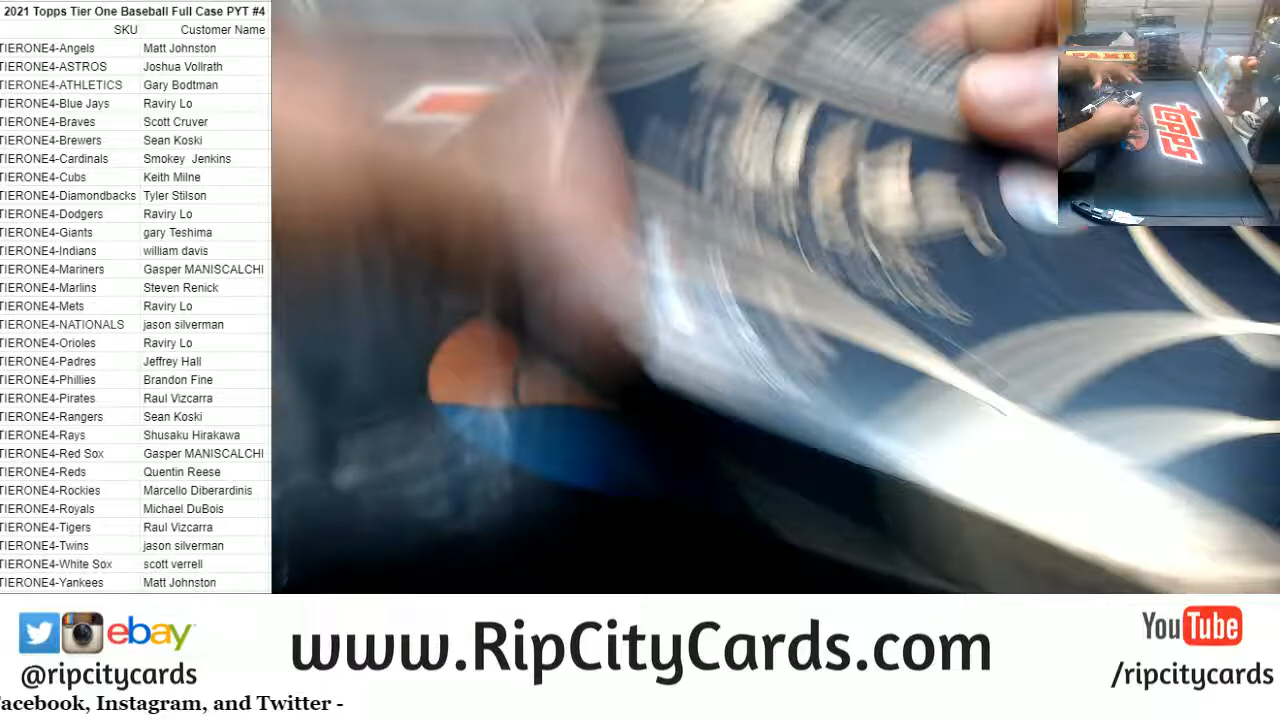 2021 Topps Tier One Baseball Full Case PYT #4
SKU Customer Name
TIERONE4-Angels Matt Johnston
TIERONE4-ASTROS Joshua Vollrath
TIERONE4-ATHLETICS Gary Bodtman
TIERONE4-Blue Jays Raviry Lo
TIERONE4-Braves Scott Cruver
TIERONE4-Brewers Sean Koski
TIERONE4-Cardinals Smokey Jenkins
TIERONE4-Cubs Keith Milne
TIERONE4-Diamondbacks Tyler Stilson
TIERONE4-Dodgers Raviry Lo
TIERONE4-Giants gary Teshima
TIERONE4-Indians william davis
TIERONE4-Mariners Gasper MANISCALCHI
TIERONE4-Marlins Steven Renick
TIERONE4-Mets Raviry Lo
TIERONE4-NATIONALS jason silverman
TIERONE4-Orioles Raviry Lo
TIERONE4-Padres Jeffrey Hall
TIERONE4-Phillies Brandon Fine
TIERONE4-Pirates Raul Vizcarra
TIERONE4-Rangers Sean Koski
TIERONE4-Rays Shusaku Hirakawa
TIERONE4-Red Sox Gasper MANISCALCHI
TIERONE4-Reds Quentin Reese
TIERONE4-Rockies Marcello Diberardinis
TIERONE4-Royals Michael DuBois
TIERONE4-Tigers Raul Vizcarra
TIERONE4-Twins jason silverman
TIERONE4-White Sox scott verrell
TIERONE4-Yankees Matt Johnston
topps
ebay
@ripcitycards
www.RipCityCards.com
YouTube
/ripcitycards
Facebook, Instagram, and Twitter -